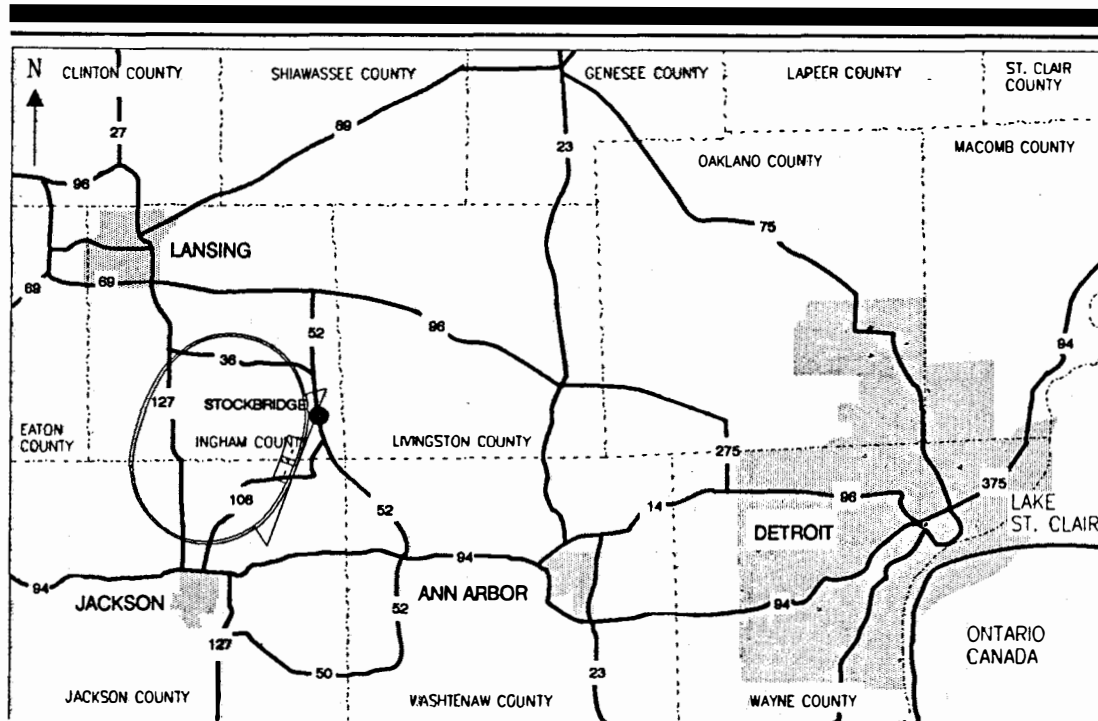 N
CLINTON COUNTY
SHIAWASSEE COUNTY
GENESEE COUNTY
LAPEER COUNTY
ST. CLAIR
COUNTY
27
69
23
OAKLAND COUNTY
MACOMB COUNTY
96
75
LANSING
69
69
96
52
94
36
127
STOCKBRIDGE
EATON
COUNTY
INGHAM COUNTY
LIVINGSTON COUNTY
275
106
52
14
96
375
DETROIT
LAKE
ST. CLAIR
94
94
JACKSON
ANN ARBOR
52
94
127
50
23
ONTARIO
CANADA
JACKSON COUNTY
WASHTENAW COUNTY
WAYNE COUNTY